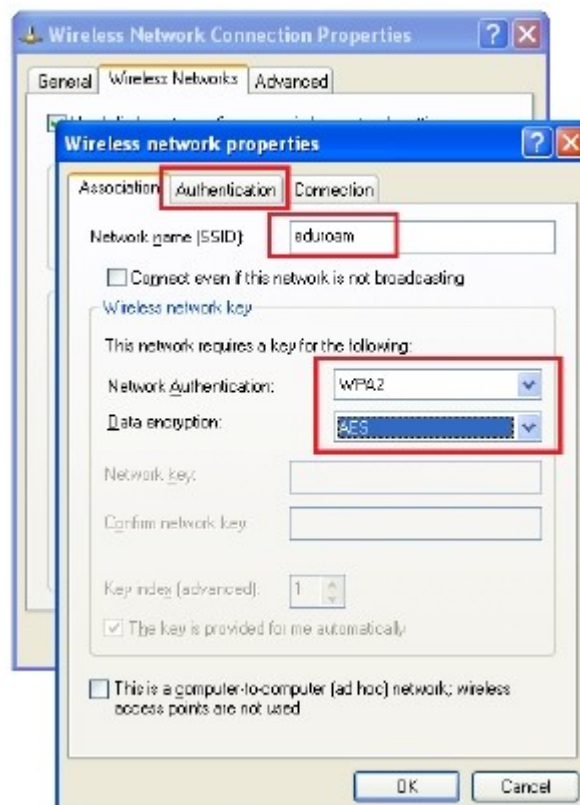 Wireless Network Connection Properties
General Wireless Networks Advanced
Wireless network properties
Association Authentication Connection
Network name (SSID): eduroam
Connect even if this network is not broadcasting
Wireless network key
This network requires a key for the following:
Network Authentication: WPA2
Data encryption: AES
Network key:
Confirm network key:
Key index (advanced): 1
The key is provided for me automatically
This is a computer-to-computer (ad hoc) network; wireless
access points are not used
OK Cancel